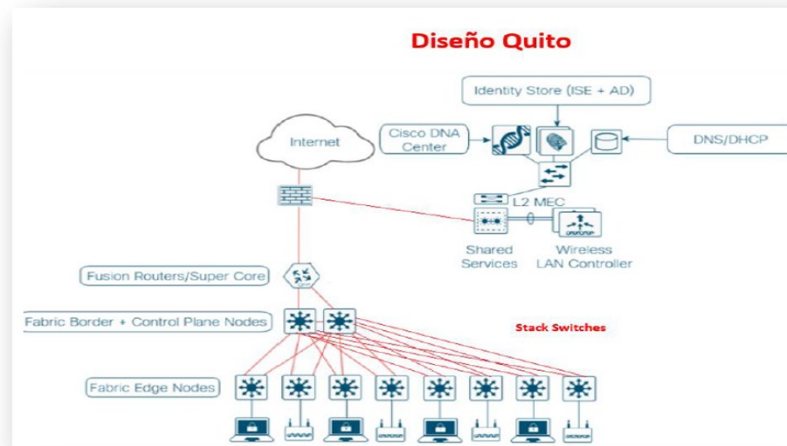 Diseño Quito
Identity Store (ISE + AD)
Internet
Cisco DNA
Center
DNS/DHCP
L2 MEC
Shared
Services
Wireless
LAN Controller
Fusion Routers/Super Core
Fabric Border + Control Plane Nodes
Stack Switches
Fabric Edge Nodes